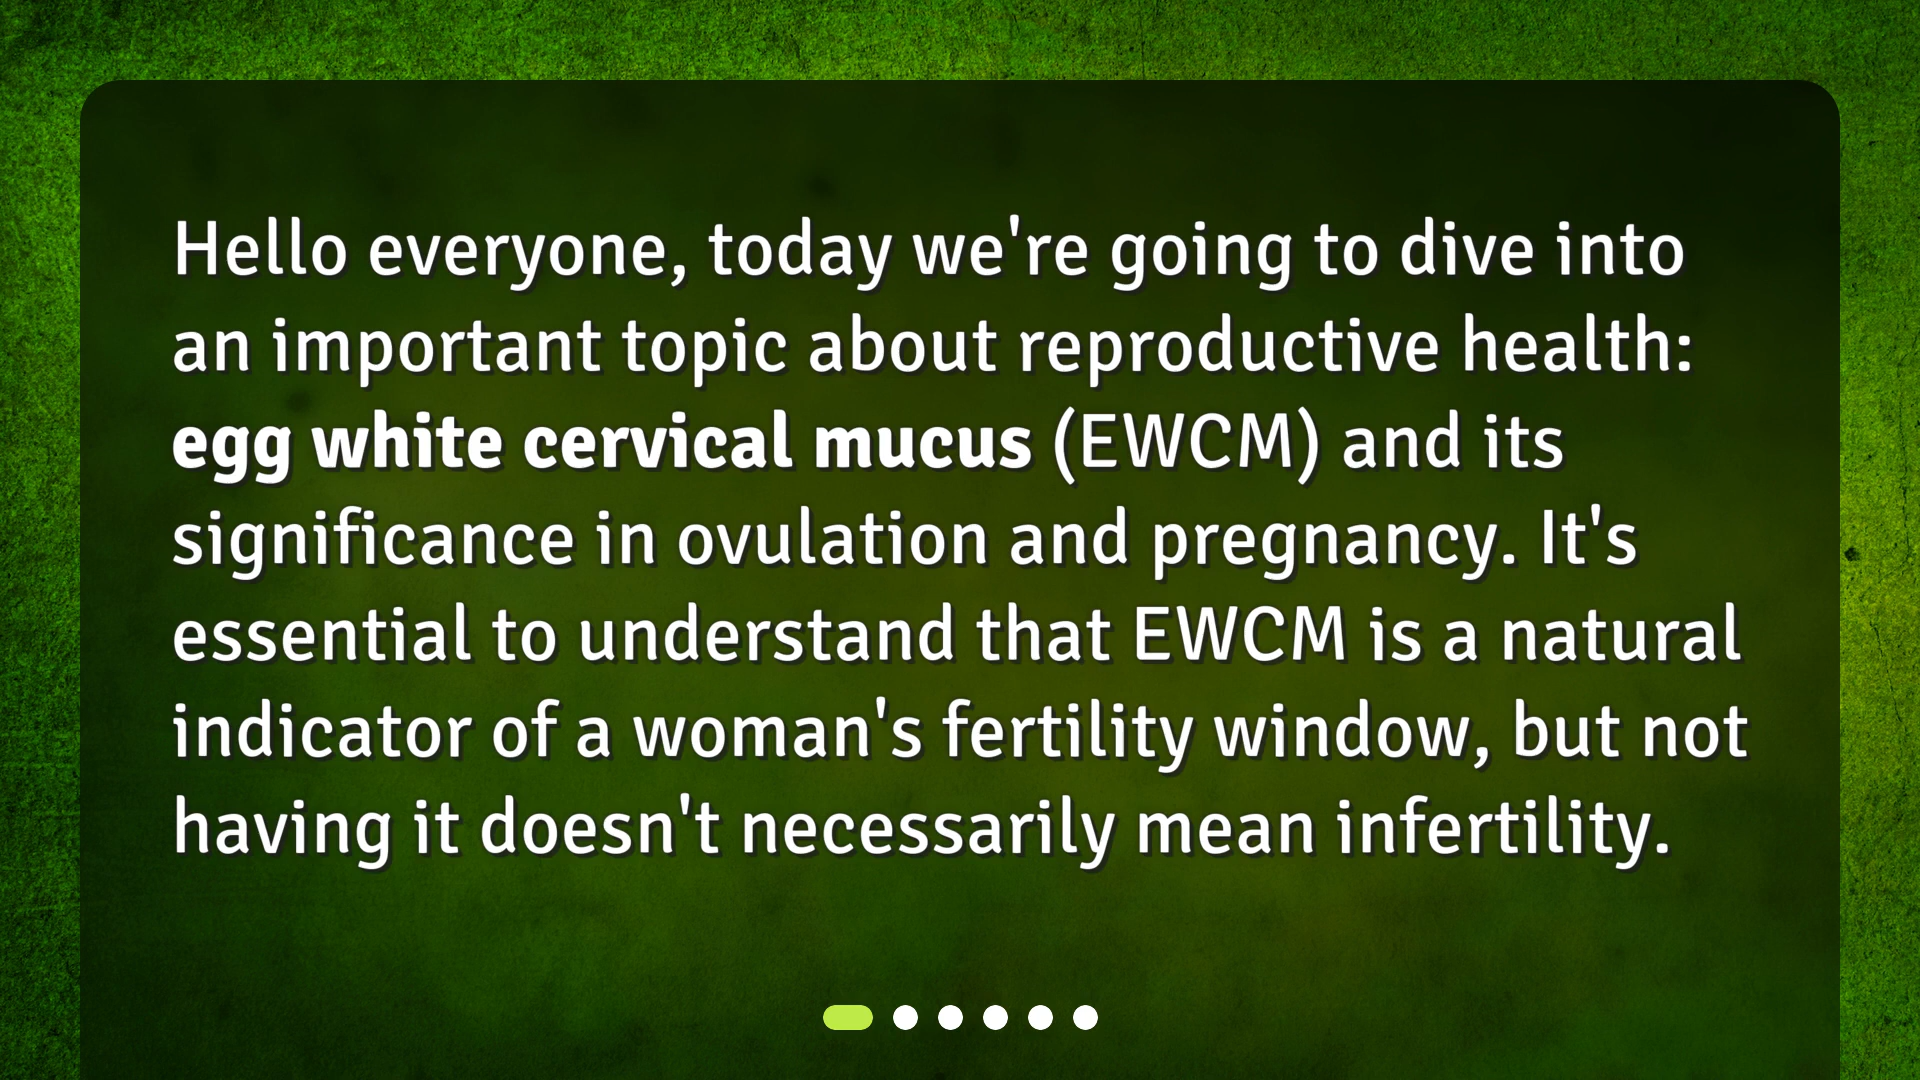 Hello everyone, today we're going to dive into
an important topic about reproductive health:
egg white cervical mucus (EWCM) and its
significance in ovulation and pregnancy. It's
essential to understand that EWCM is a natural
indicator of a woman's fertility window, but not
having it doesn't necessarily mean infertility.